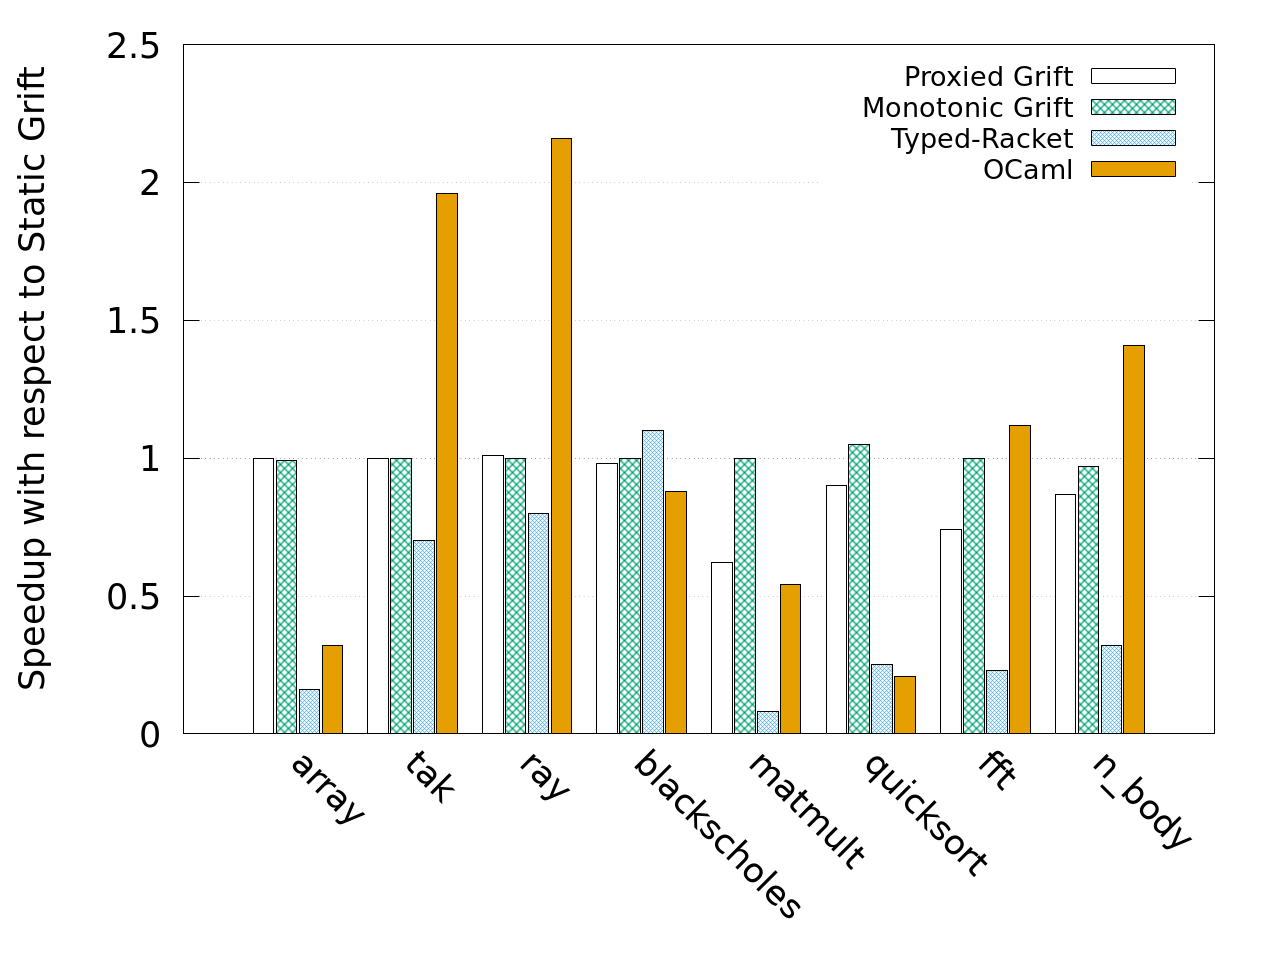 Speedup with respect to Static Grift
2.5
2
1.5
1
0.5
0
Proxied Grift
Monotonic Grift
Typed-Racket
OCaml
array
tak
ray
blackscholes
matmult
quicksort
fft
n_body